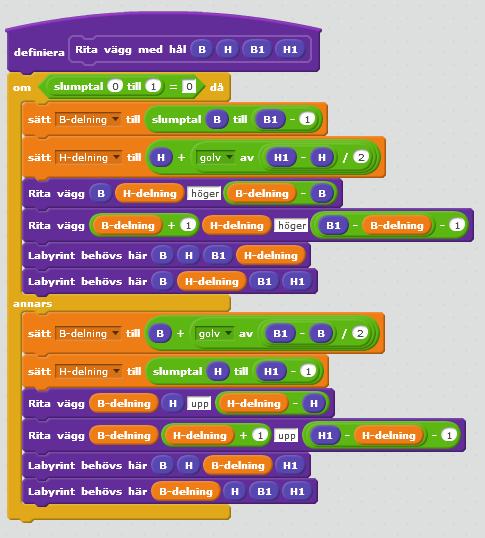 definiera Rita vägg med hål B H B1 H1
om slumptal 0 till 1 = 0 då
sätt B-delning till slumptal B till B1 - 1
sätt H-delning till H + golv av H1 - H / 2
Rita vägg B H-delning höger B-delning - B
Rita vägg B-delning + 1 H-delning höger B1 - B-delning - 1
Labyrint behövs här B H B1 H-delning
Labyrint behövs här B H-delning B1 H1
annars
sätt B-delning till B + golv av B1 - B / 2
sätt H-delning till slumptal H till H1 - 1
Rita vägg B-delning H upp H-delning - H
Rita vägg B-delning H-delning + 1 upp H1 - H-delning - 1
Labyrint behövs här B H B-delning H1
Labyrint behövs här B-delning H B1 H1